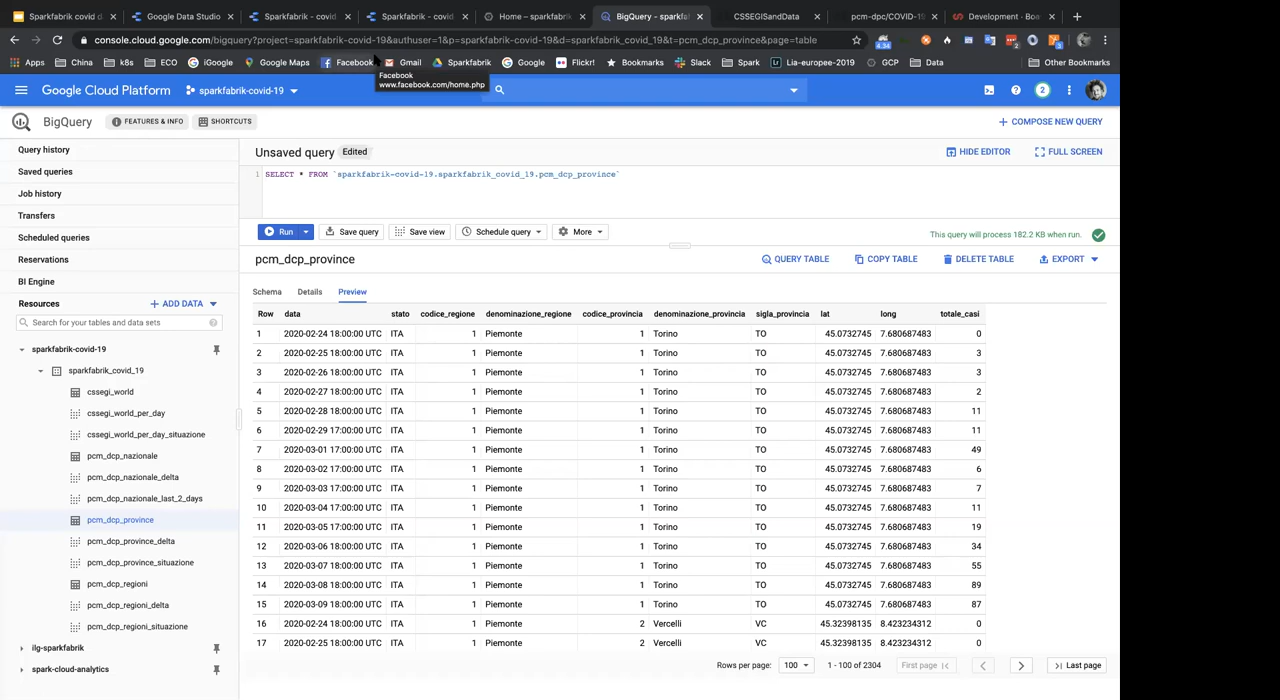 Sparkfabrik covid d
Google Data Studio
Sparkfabrik - covid
Sparkfabrik - covid
Home – sparkfabrik
BigQuery - sparkfa
CSSEGISandData
pcm-dpc/COVID-19
Development - Boa
console.cloud.google.com/bigquery?project=sparkfabrik-covid-19&authuser=1&p=sparkfabrik-covid-19&d=sparkfabrik_covid_19&t=pcm_dcp_province&page=table
4.34
2
3
Apps China k8s ECO iGoogle Google Maps Facebook Gmail Sparkfabrik Google Flickr! Bookmarks Slack Spark Lia-europee-2019 GCP Data Other Bookmarks
Facebook
www.facebook.com/home.php
Google Cloud Platform sparkfabrik-covid-19 2
BigQuery FEATURES & INFO SHORTCUTS COMPOSE NEW QUERY
Query history
Saved queries
Job history
Transfers
Scheduled queries
Reservations
BI Engine
Resources ADD DATA
Search for your tables and data sets
sparkfabrik-covid-19
sparkfabrik_covid_19
cssegi_world
cssegi_world_per_day
cssegi_world_per_day_situazione
pcm_dcp_nazionale
pcm_dcp_nazionale_delta
pcm_dcp_nazionale_last_2_days
pcm_dcp_province
pcm_dcp_province_delta
pcm_dcp_province_situazione
pcm_dcp_regioni
pcm_dcp_regioni_delta
pcm_dcp_regioni_situazione
ilg-sparkfabrik
spark-cloud-analytics
Unsaved query Edited HIDE EDITOR FULL SCREEN
1 SELECT * FROM `sparkfabrik-covid-19.sparkfabrik_covid_19.pcm_dcp_province`
Run Save query Save view Schedule query More This query will process 182.2 KB when run.
pcm_dcp_province QUERY TABLE COPY TABLE DELETE TABLE EXPORT
Schema Details Preview
Row data stato codice_regione denominazione_regione codice_provincia denominazione_provincia sigla_provincia lat long totale_casi
1 2020-02-24 18:00:00 UTC ITA 1 Piemonte 1 Torino TO 45.0732745 7.680687483 0
2 2020-02-25 18:00:00 UTC ITA 1 Piemonte 1 Torino TO 45.0732745 7.680687483 3
3 2020-02-26 18:00:00 UTC ITA 1 Piemonte 1 Torino TO 45.0732745 7.680687483 3
4 2020-02-27 18:00:00 UTC ITA 1 Piemonte 1 Torino TO 45.0732745 7.680687483 2
5 2020-02-28 18:00:00 UTC ITA 1 Piemonte 1 Torino TO 45.0732745 7.680687483 11
6 2020-02-29 17:00:00 UTC ITA 1 Piemonte 1 Torino TO 45.0732745 7.680687483 11
7 2020-03-01 17:00:00 UTC ITA 1 Piemonte 1 Torino TO 45.0732745 7.680687483 49
8 2020-03-02 17:00:00 UTC ITA 1 Piemonte 1 Torino TO 45.0732745 7.680687483 6
9 2020-03-03 17:00:00 UTC ITA 1 Piemonte 1 Torino TO 45.0732745 7.680687483 7
10 2020-03-04 17:00:00 UTC ITA 1 Piemonte 1 Torino TO 45.0732745 7.680687483 11
11 2020-03-05 17:00:00 UTC ITA 1 Piemonte 1 Torino TO 45.0732745 7.680687483 19
12 2020-03-06 18:00:00 UTC ITA 1 Piemonte 1 Torino TO 45.0732745 7.680687483 34
13 2020-03-07 18:00:00 UTC ITA 1 Piemonte 1 Torino TO 45.0732745 7.680687483 55
14 2020-03-08 18:00:00 UTC ITA 1 Piemonte 1 Torino TO 45.0732745 7.680687483 89
15 2020-03-09 18:00:00 UTC ITA 1 Piemonte 1 Torino TO 45.0732745 7.680687483 87
16 2020-02-24 18:00:00 UTC ITA 1 Piemonte 2 Vercelli VC 45.32398135 8.423234312 0
17 2020-02-25 18:00:00 UTC ITA 1 Piemonte 2 Vercelli VC 45.32398135 8.423234312 0
Rows per page: 100 1 - 100 of 2304 First page Last page